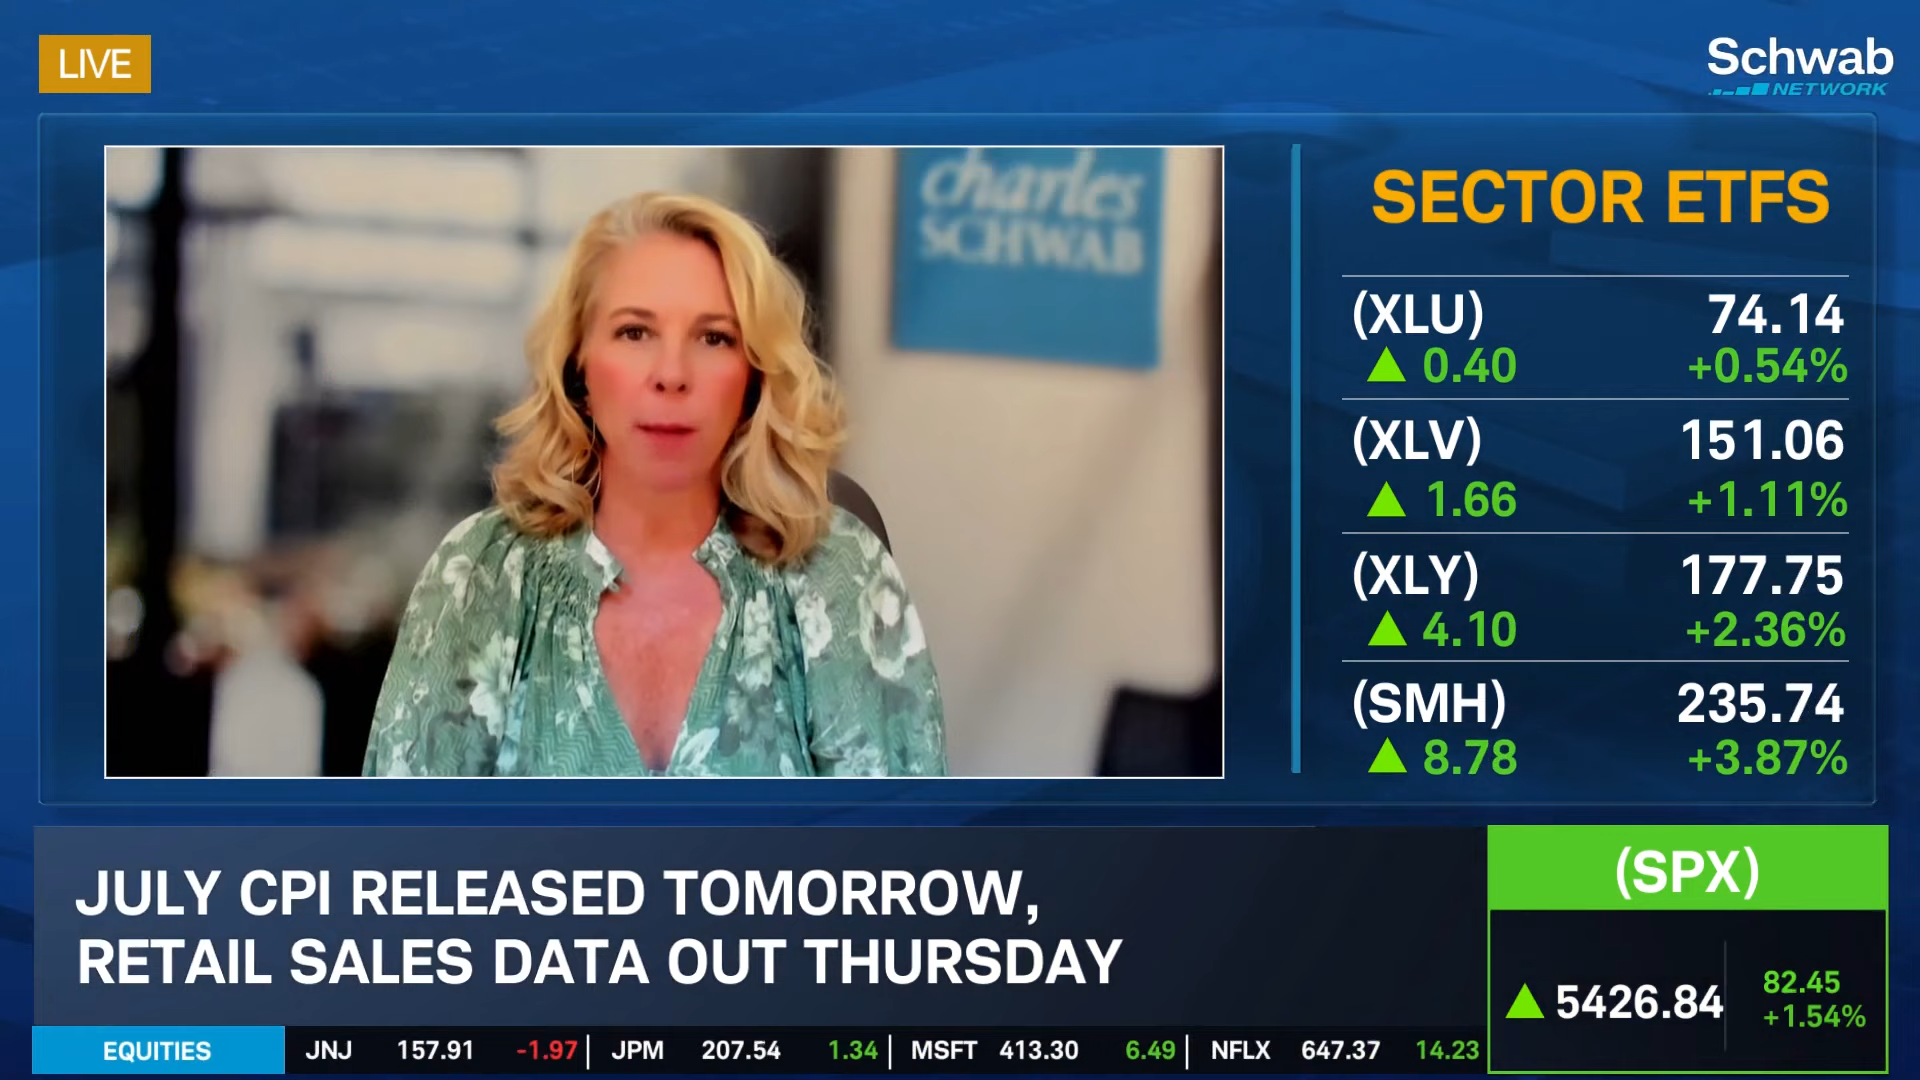 LIVE
Schwab
NETWORK
charles
SCHWAB
SECTOR ETFS
(XLU) 74.14
▲ 0.40 +0.54%
(XLV) 151.06
▲ 1.66 +1.11%
(XLY) 177.75
▲ 4.10 +2.36%
(SMH) 235.74
▲ 8.78 +3.87%
JULY CPI RELEASED TOMORROW,
RETAIL SALES DATA OUT THURSDAY
(SPX)
▲ 5426.84
82.45
+1.54%
EQUITIES JNJ 157.91 -1.97 | JPM 207.54 1.34 | MSFT 413.30 6.49 | NFLX 647.37 14.23